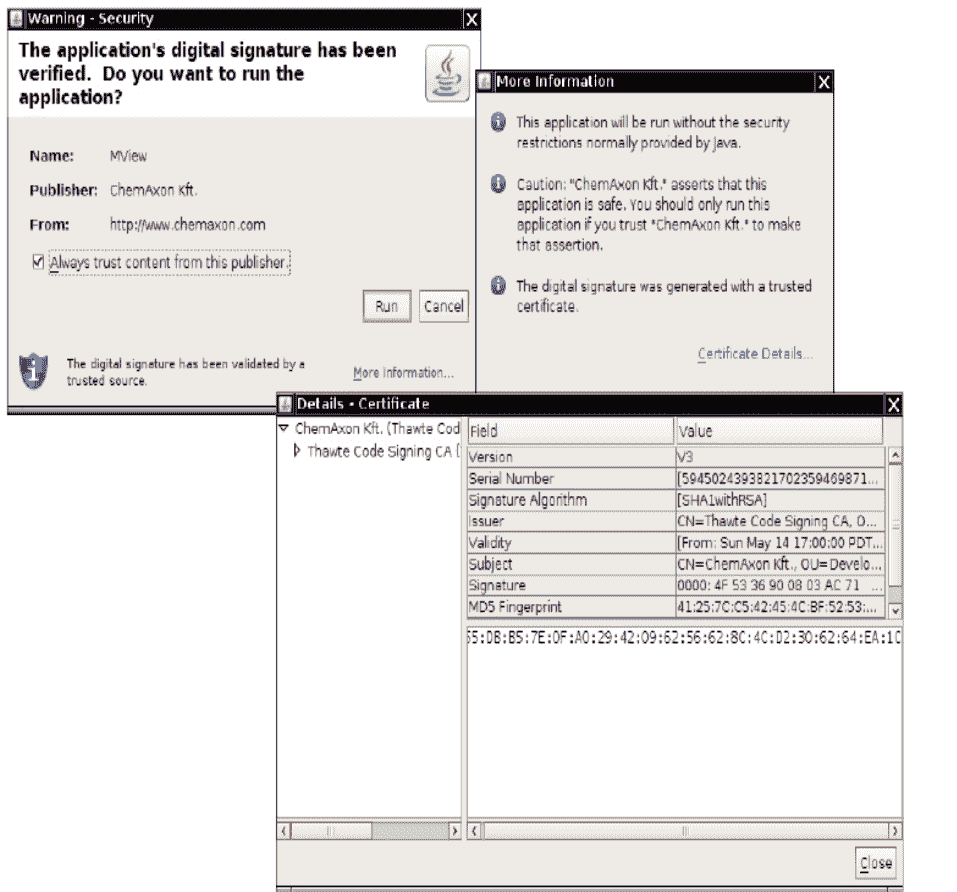 Warning - Security
The application's digital signature has been
verified. Do you want to run the
application?
Name: MView
Publisher: ChemAxon Kft.
From: http://www.chemaxon.com
Always trust content from this publisher.
Run Cancel
The digital signature has been validated by a
trusted source.
More Information...
More Information
This application will be run without the security
restrictions normally provided by Java.
Caution: "ChemAxon Kft." asserts that this
application is safe. You should only run this
application if you trust "ChemAxon Kft." to make
that assertion.
The digital signature was generated with a trusted
certificate.
Certificate Details...
Details - Certificate
ChemAxon Kft. (Thawte Cod
Thawte Code Signing CA (
Field Value
Version V3
Serial Number [5945024393821702359469871...
Signature Algorithm [SHA1withRSA]
Issuer CN=Thawte Code Signing CA, O...
Validity [From: Sun May 14 17:00:00 PDT...
Subject CN=ChemAxon Kft., OU=Develo...
Signature 0000: 4F 53 36 90 08 03 AC 71 ...
MD5 Fingerprint 41:25:7C:C5:42:45:4C:BF:52:53:...
55:DB:B5:7E:0F:A0:29:42:09:62:56:62:8C:4C:D2:30:62:64:EA:1C
Close